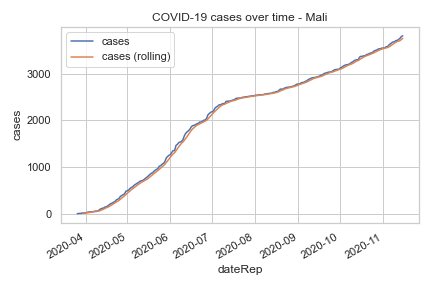 COVID-19 cases over time - Mali
cases
cases (rolling)
cases
3000
2000
1000
0
2020-04
2020-05
2020-06
2020-07
2020-08
2020-09
2020-10
2020-11
dateRep